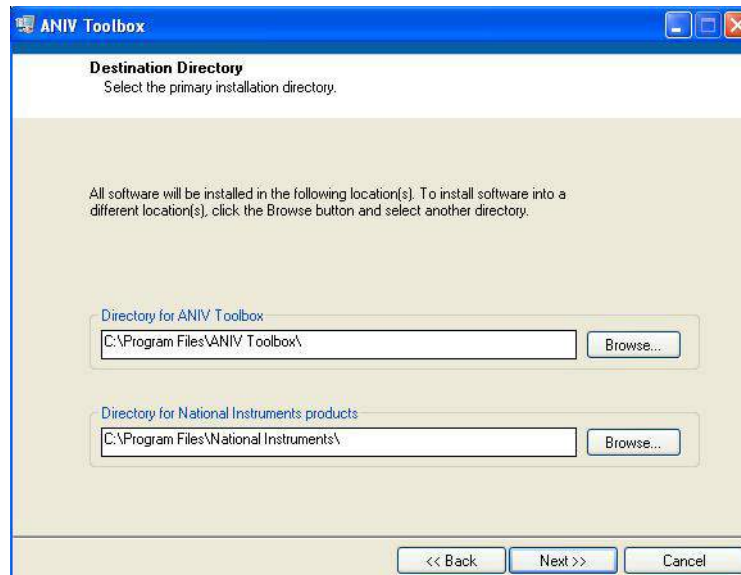 ANIV Toolbox
Destination Directory
Select the primary installation directory.
All software will be installed in the following location(s). To install software into a
different location(s), click the Browse button and select another directory.
Directory for ANIV Toolbox
C:\Program Files\ANIV Toolbox\
Browse...
Directory for National Instruments products
C:\Program Files\National Instruments\
Browse...
<< Back
Next >>
Cancel